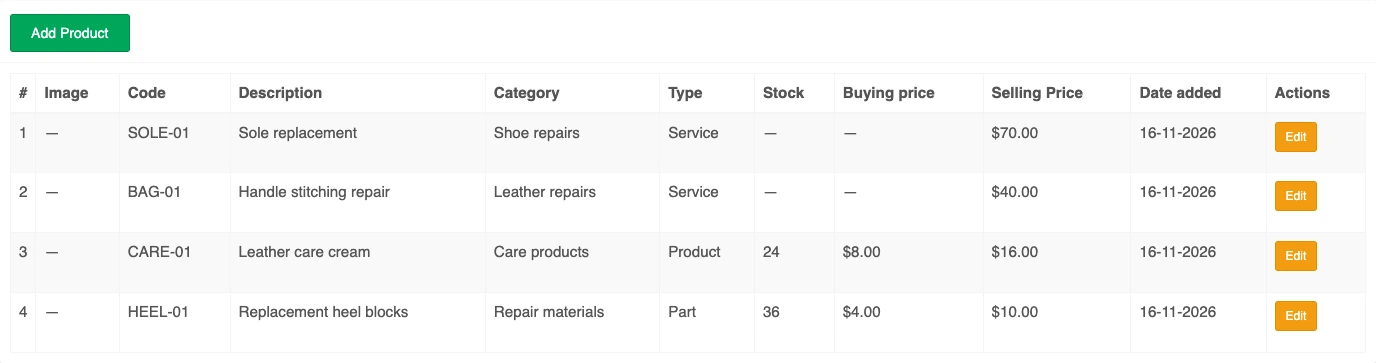 Add Product
# Image Code Description Category Type Stock Buying price Selling Price Date added Actions
1 — SOLE-01 Sole replacement Shoe repairs Service — — $70.00 16-11-2026 Edit
2 — BAG-01 Handle stitching repair Leather repairs Service — — $40.00 16-11-2026 Edit
3 — CARE-01 Leather care cream Care products Product 24 $8.00 $16.00 16-11-2026 Edit
4 — HEEL-01 Replacement heel blocks Repair materials Part 36 $4.00 $10.00 16-11-2026 Edit